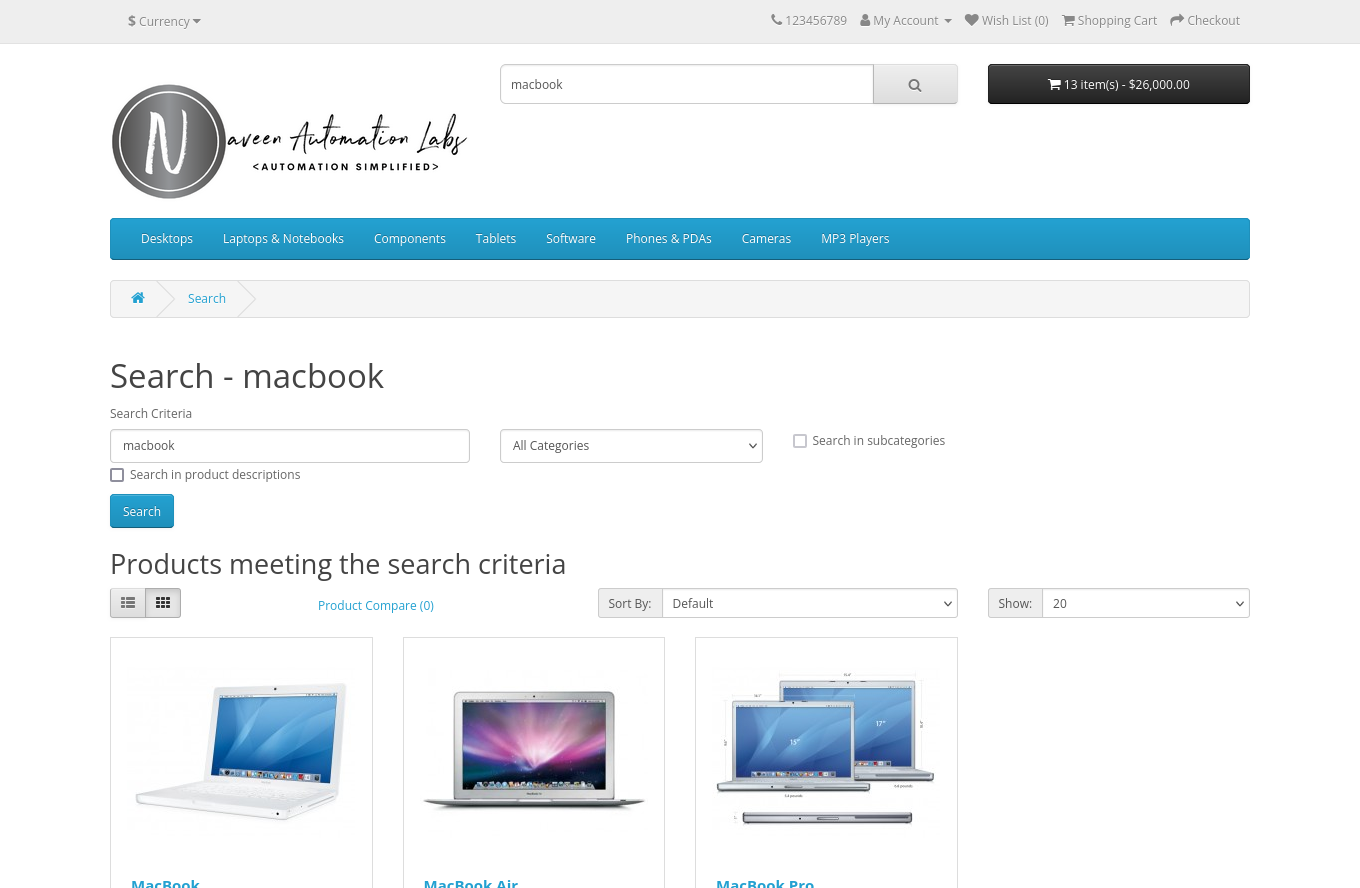 $ Currency
123456789 My Account Wish List (0) Shopping Cart Checkout
macbook
13 item(s) - $26,000.00
N aveen Automation Labs
<AUTOMATION SIMPLIFIED>
Desktops Laptops & Notebooks Components Tablets Software Phones & PDAs Cameras MP3 Players
Search
Search - macbook
Search Criteria
macbook All Categories Search in subcategories
Search in product descriptions
Search
Products meeting the search criteria
Product Compare (0) Sort By: Default Show: 20
17"
15"
MacBook MacBook Air MacBook Pro